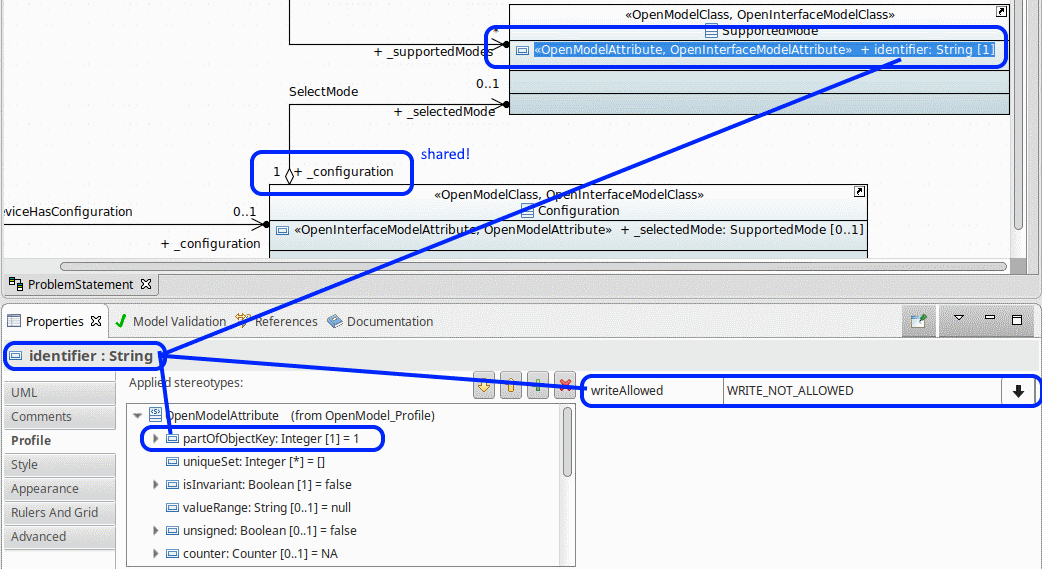 «OpenModelClass, OpenInterfaceModelClass»
SupportedMode
*
+ _supportedModes
«OpenModelAttribute, OpenInterfaceModelAttribute» + identifier: String [1]
0..1
SelectMode
+ _selectedMode
shared!
1 + _configuration
«OpenModelClass, OpenInterfaceModelClass»
eviceHasConfiguration
0..1
Configuration
«OpenInterfaceModelAttribute, OpenModelAttribute» + _selectedMode: SupportedMode [0..1]
+ _configuration
ProblemStatement
Properties
Model Validation
References
Documentation
identifier : String
UML
Comments
Profile
Style
Appearance
Rulers And Grid
Advanced
Applied stereotypes:
OpenModelAttribute (from OpenModel_Profile)
partOfObjectKey: Integer [1] = 1
uniqueSet: Integer [*] = []
isInvariant: Boolean [1] = false
valueRange: String [0..1] = null
unsigned: Boolean [0..1] = false
counter: Counter [0..1] = NA
writeAllowed
WRITE_NOT_ALLOWED